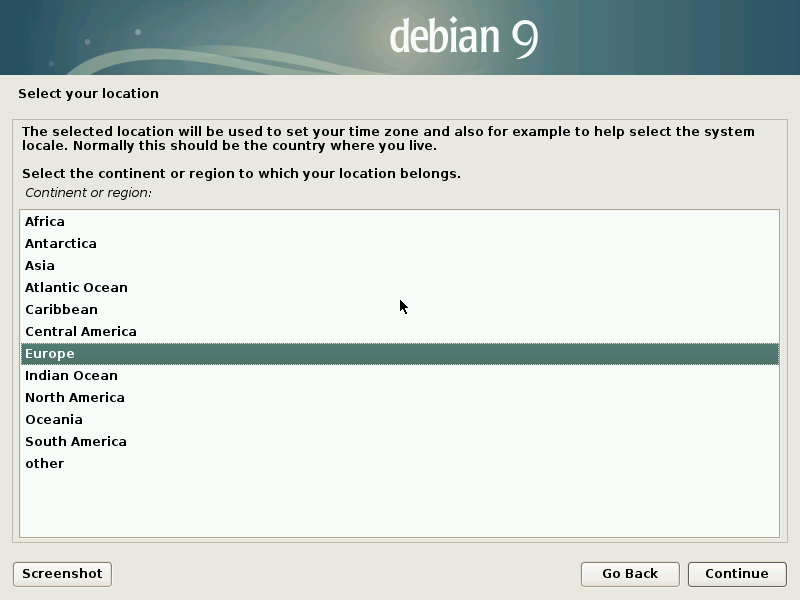 debian 9
Select your location
The selected location will be used to set your time zone and also for example to help select the system
locale. Normally this should be the country where you live.
Select the continent or region to which your location belongs.
Continent or region:
Africa
Antarctica
Asia
Atlantic Ocean
Caribbean
Central America
Europe
Indian Ocean
North America
Oceania
South America
other
Screenshot
Go Back
Continue